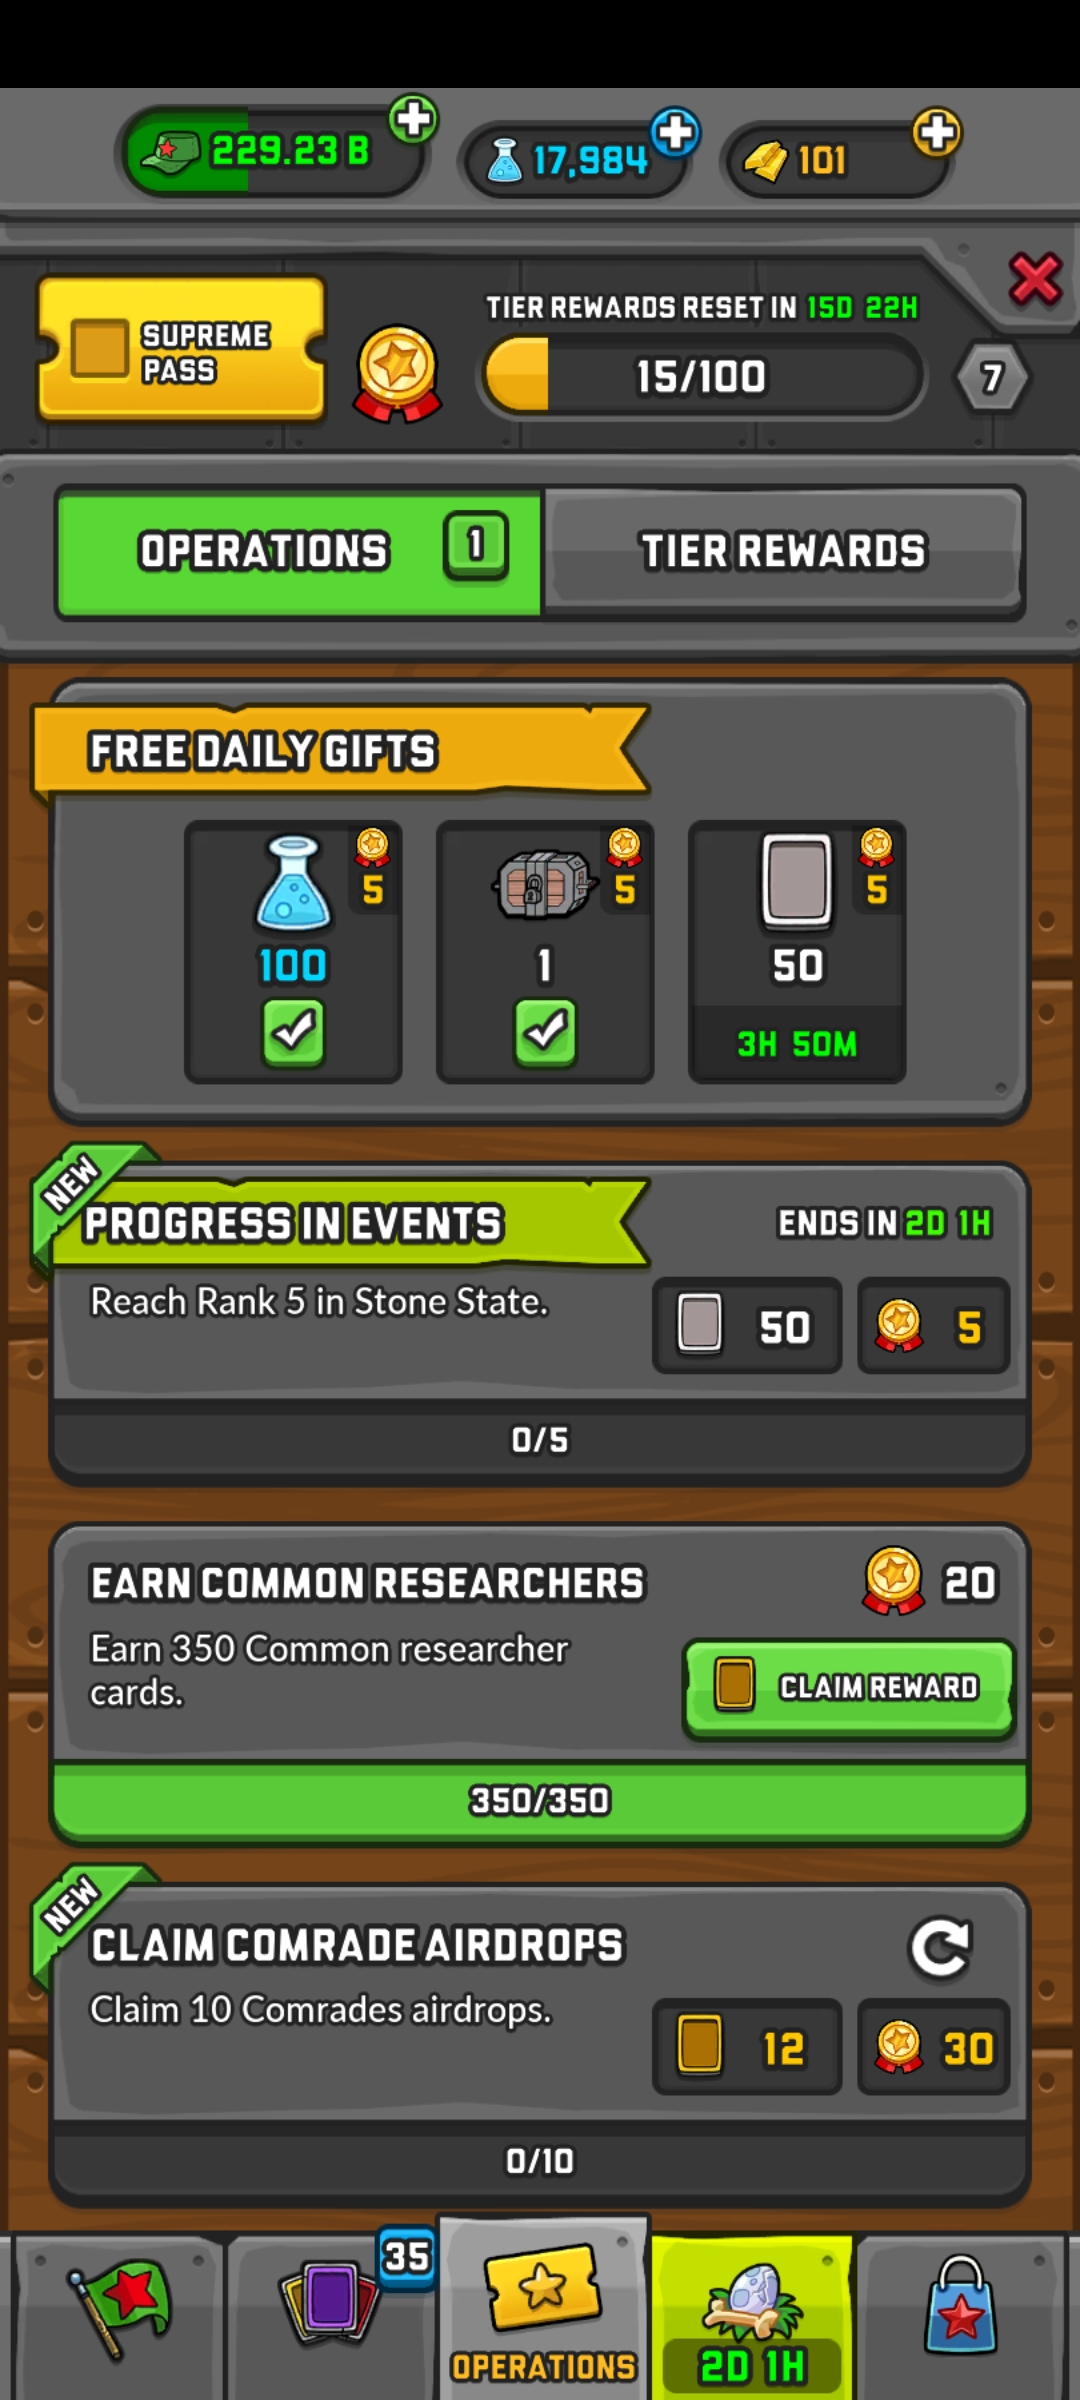 229.23 B
17,984
101
SUPREME
PASS
TIER REWARDS RESET IN 15D 22H
15/100
7
OPERATIONS 1
TIER REWARDS
FREE DAILY GIFTS
5
5
5
100
1
50
3H 50M
NEW
PROGRESS IN EVENTS
ENDS IN 2D 1H
Reach Rank 5 in Stone State.
50
5
0/5
EARN COMMON RESEARCHERS
20
Earn 350 Common researcher
cards.
CLAIM REWARD
350/350
NEW
CLAIM COMRADE AIRDROPS
Claim 10 Comrades airdrops.
12
30
0/10
35
OPERATIONS
2D 1H